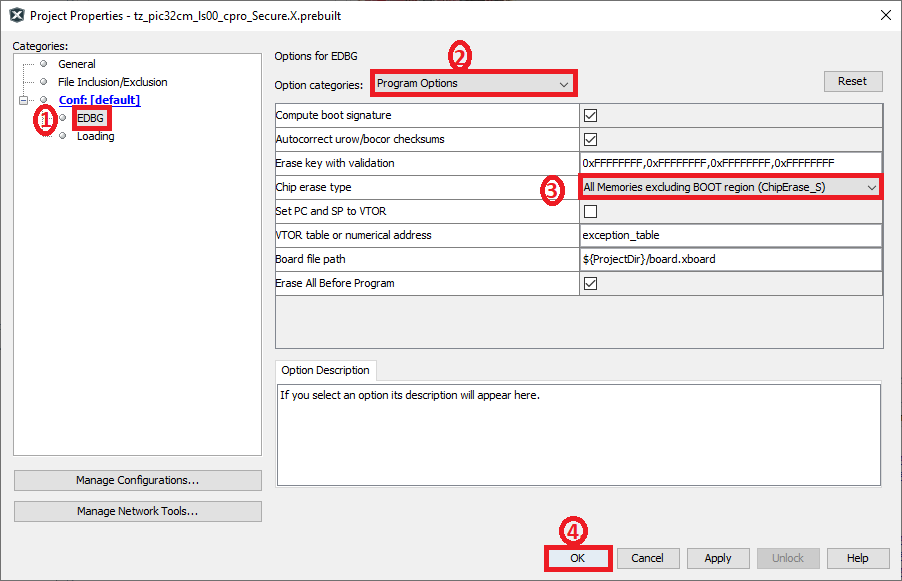 Project Properties - tz_pic32cm_ls00_cpro_Secure.X.prebuilt
Categories:
General
File Inclusion/Exclusion
Conf: [default]
1
EDBG
Loading
Manage Configurations...
Manage Network Tools...
Options for EDBG
2
Option categories: Program Options
Reset
Compute boot signature
Autocorrect urow/bocor checksums
Erase key with validation 0xFFFFFFFF,0xFFFFFFFF,0xFFFFFFFF,0xFFFFFFFF
Chip erase type 3 All Memories excluding BOOT region (ChipErase_S)
Set PC and SP to VTOR
VTOR table or numerical address exception_table
Board file path ${ProjectDir}/board.xboard
Erase All Before Program
Option Description
If you select an option its description will appear here.
4
OK Cancel Apply Unlock Help